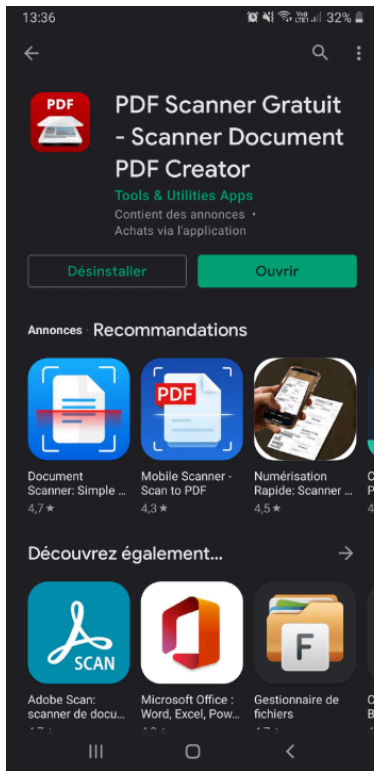 13:36
32%
PDF
PDF Scanner Gratuit
- Scanner Document
PDF Creator
Tools & Utilities Apps
Contient des annonces •
Achats via l'application
Désinstaller
Ouvrir
Annonces · Recommandations
PDF
Document
Scanner: Simple ...
4,7 ★
Mobile Scanner -
Scan to PDF
4,3 ★
Numérisation
Rapide: Scanner ...
4,5 ★
Découvrez également...
SCAN
F
Adobe Scan:
scanner de docu...
Microsoft Office :
Word, Excel, Pow...
Gestionnaire de
fichiers